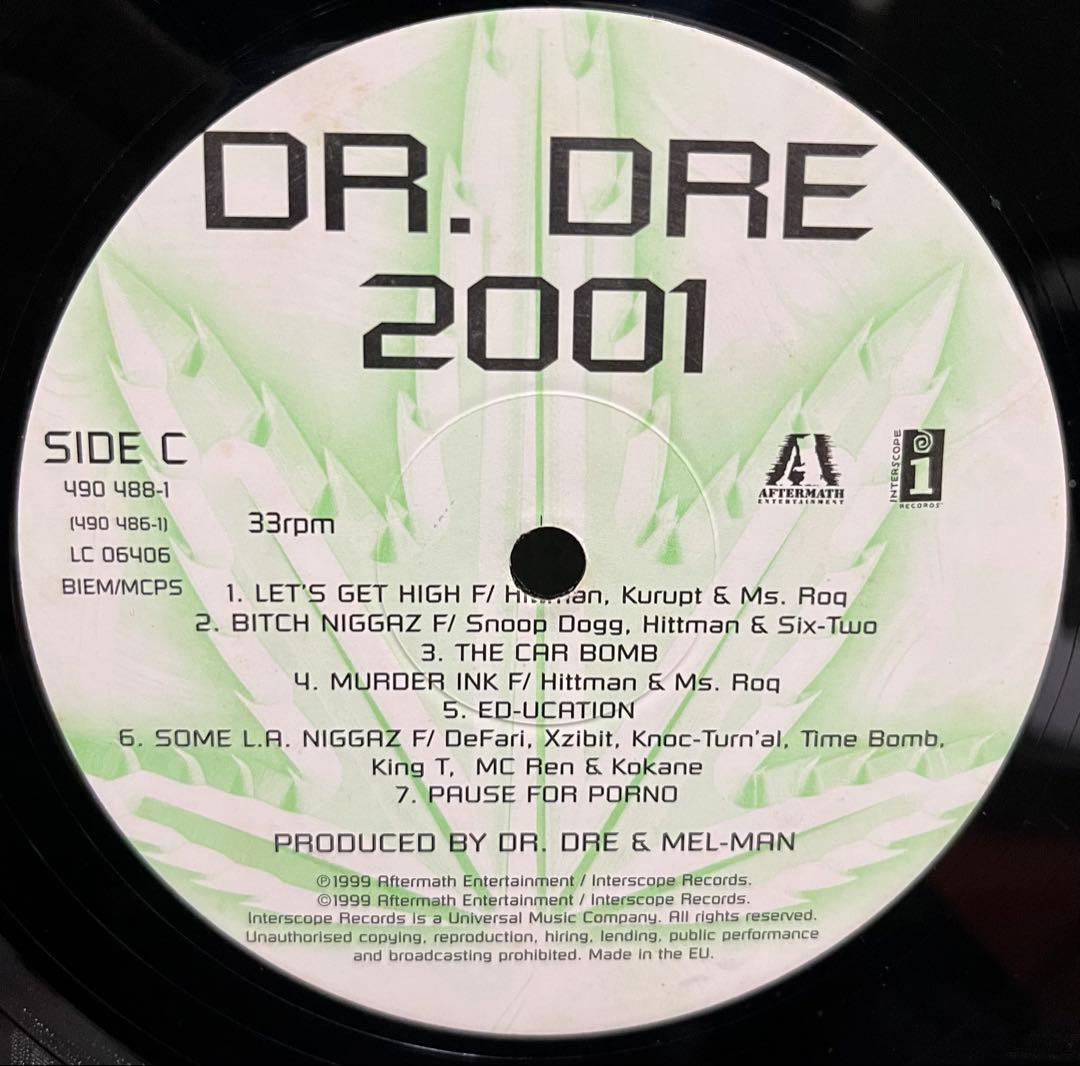 DR. DRE
2001
SIDE C
490 488-1
(490 486-1)
LC 06406
BIEM/MCPS
33rpm
AFTERMATH
ENTERTAINMENT
INTERSCOPE
RECORDS
1. LET'S GET HIGH F/ Kurupt & Ms. Roq
2. BITCH NIGGAZ F/ Snoop Dogg, Hittman & Six-Two
3. THE CAR BOMB
4. MURDER INK F/ Hittman & Ms. Roq
5. ED-UCATION
6. SOME L.A. NIGGAZ F/ DeFari, Xzibit, Knoc-Turn'al, Time Bomb,
King T, MC Ren & Kokane
7. PAUSE FOR PORNO
PRODUCED BY DR. DRE & MEL-MAN
℗1999 Aftermath Entertainment / Interscope Records.
©1999 Aftermath Entertainment / Interscope Records.
Interscope Records is a Universal Music Company. All rights reserved.
Unauthorised copying, reproduction, hiring, lending, public performance
and broadcasting prohibited. Made in the EU.